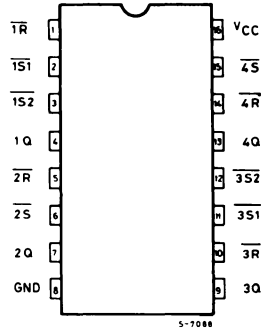 1R 1 16 VCC
1S1 2 15 4S
1S2 3 14 4R
1Q 4 13 4Q
2R 5 12 3S2
2S 6 11 3S1
2Q 7 10 3R
GND 8 9 3Q
S-7088